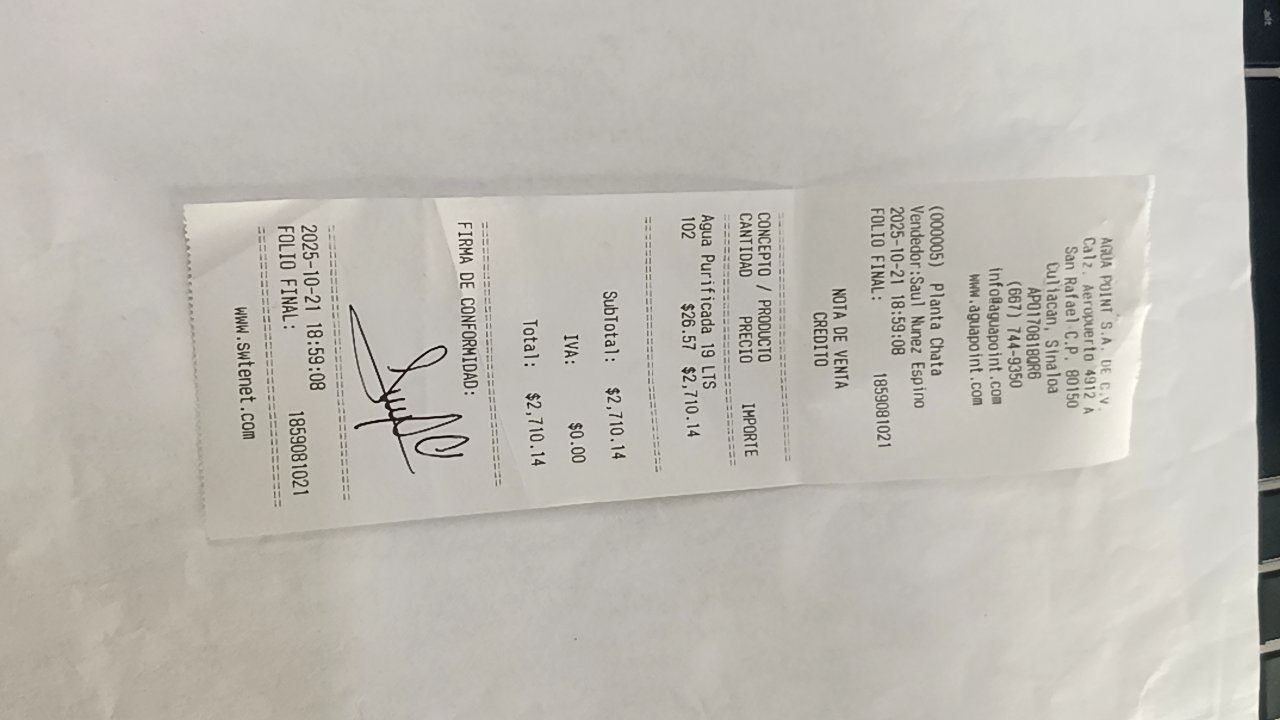 AGUA POINT S.A. DE C.V.
Calz. Aeropuerto 4912 A
San Rafael C.P. 80150
Culiacan, Sinaloa
APO170818QR6
(667) 744-9350
info@aguapoint.com
www.aguapoint.com
(000005) Planta Chata
Vendedor:Saul Nunez Espino
2025-10-21 18:59:08
FOLIO FINAL: 1859081021
NOTA DE VENTA
CREDITO
CONCEPTO / PRODUCTO
CANTIDAD PRECIO IMPORTE
Agua Purificada 19 LTS
102 $26.57 $2,710.14
SubTotal: $2,710.14
IVA: $0.00
Total: $2,710.14
FIRMA DE CONFORMIDAD:
2025-10-21 18:59:08
FOLIO FINAL: 1859081021
www.swtenet.com